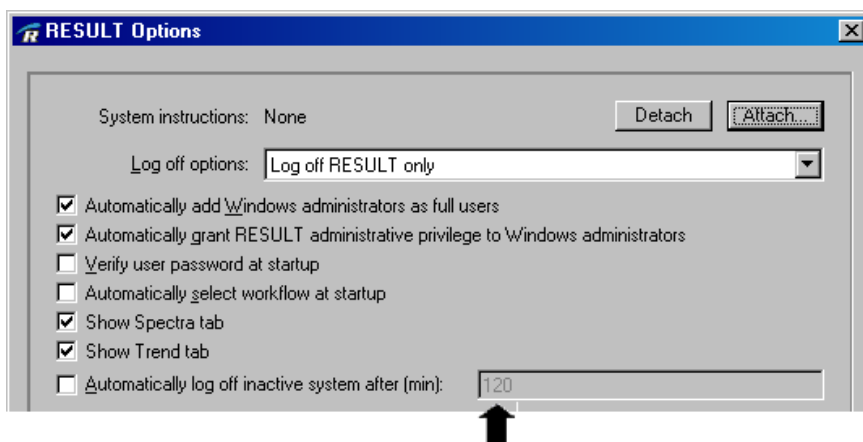 RESULT Options
System instructions: None Detach Attach...
Log off options: Log off RESULT only
Automatically add Windows administrators as full users
Automatically grant RESULT administrative privilege to Windows administrators
Verify user password at startup
Automatically select workflow at startup
Show Spectra tab
Show Trend tab
Automatically log off inactive system after (min): 120